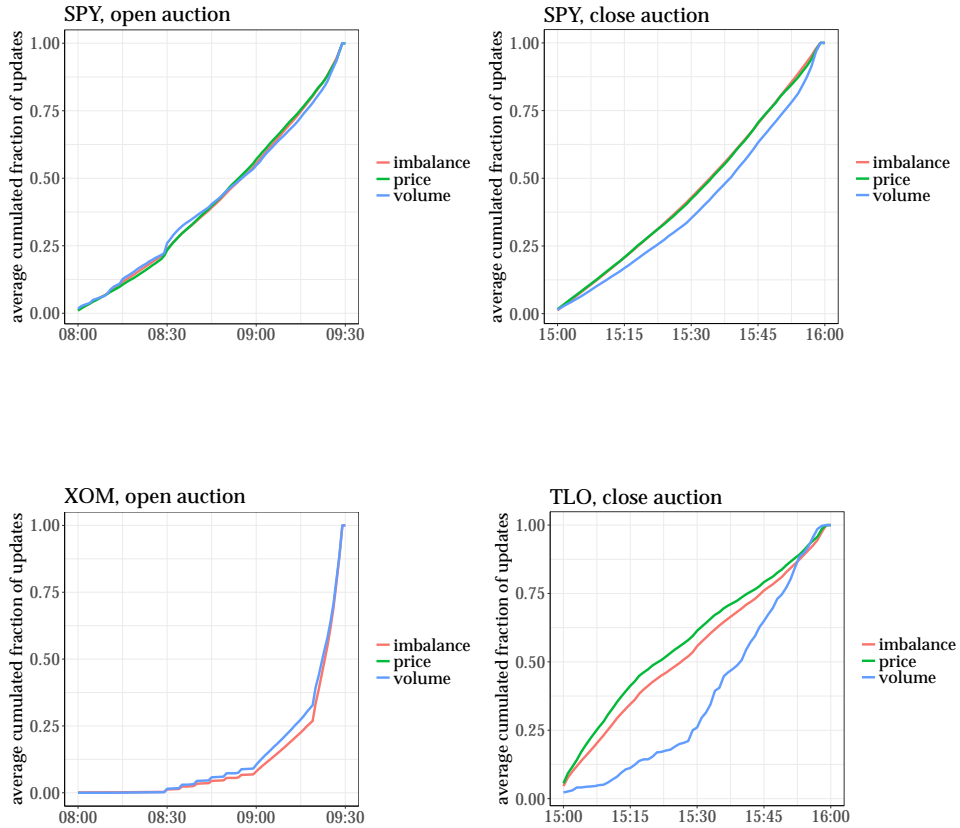 SPY, open auction
average cumulated fraction of updates
1.00
0.75
0.50
0.25
0.00
08:00 08:30 09:00 09:30
imbalance
price
volume
SPY, close auction
average cumulated fraction of updates
1.00
0.75
0.50
0.25
0.00
15:00 15:15 15:30 15:45 16:00
imbalance
price
volume
XOM, open auction
average cumulated fraction of updates
1.00
0.75
0.50
0.25
0.00
08:00 08:30 09:00 09:30
imbalance
price
volume
TLO, close auction
average cumulated fraction of updates
1.00
0.75
0.50
0.25
0.00
15:00 15:15 15:30 15:45 16:00
imbalance
price
volume